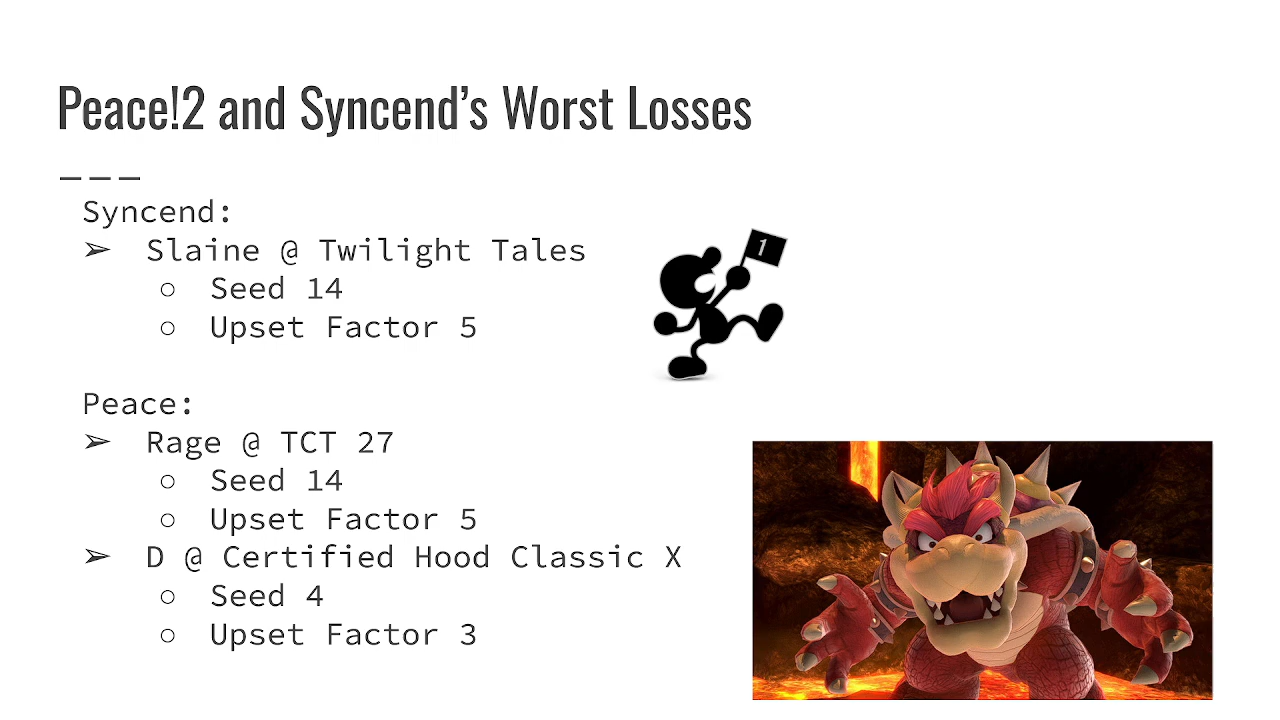 Peace!2 and Syncend’s Worst Losses
Syncend:
➢ Slaine @ Twilight Tales
○ Seed 14
○ Upset Factor 5
1
Peace:
➢ Rage @ TCT 27
○ Seed 14
○ Upset Factor 5
➢ D @ Certified Hood Classic X
○ Seed 4
○ Upset Factor 3